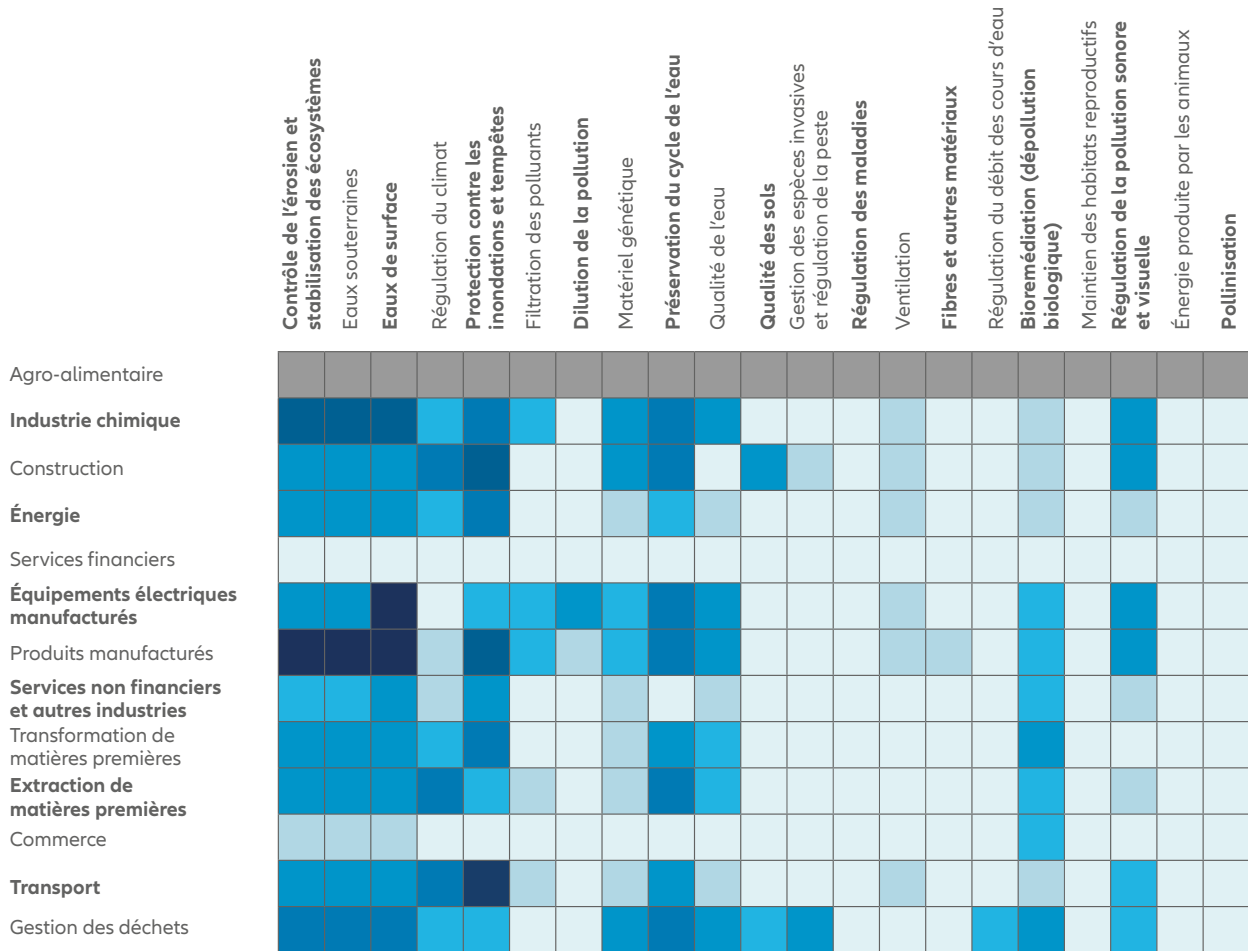 Contrôle de l'érosien et
stabilisation des écosystèmes
Eaux souterraines
Eaux de surface
Régulation du climat
Protection contre les
inondations et tempêtes
Filtration des polluants
Dilution de la pollution
Matériel génétique
Préservation du cycle de l'eau
Qualité de l'eau
Qualité des sols
Gestion des espèces invasives
et régulation de la peste
Régulation des maladies
Ventilation
Fibres et autres matériaux
Régulation du débit des cours d'eau
Bioremédiation (dépollution
biologique)
Maintien des habitats reproductifs
Régulation de la pollution sonore
et visuelle
Énergie produite par les animaux
Pollinisation
Agro-alimentaire
Industrie chimique
Construction
Énergie
Services financiers
Équipements électriques
manufacturés
Produits manufacturés
Services non financiers
et autres industries
Transformation de
matières premières
Extraction de
matières premières
Commerce
Transport
Gestion des déchets